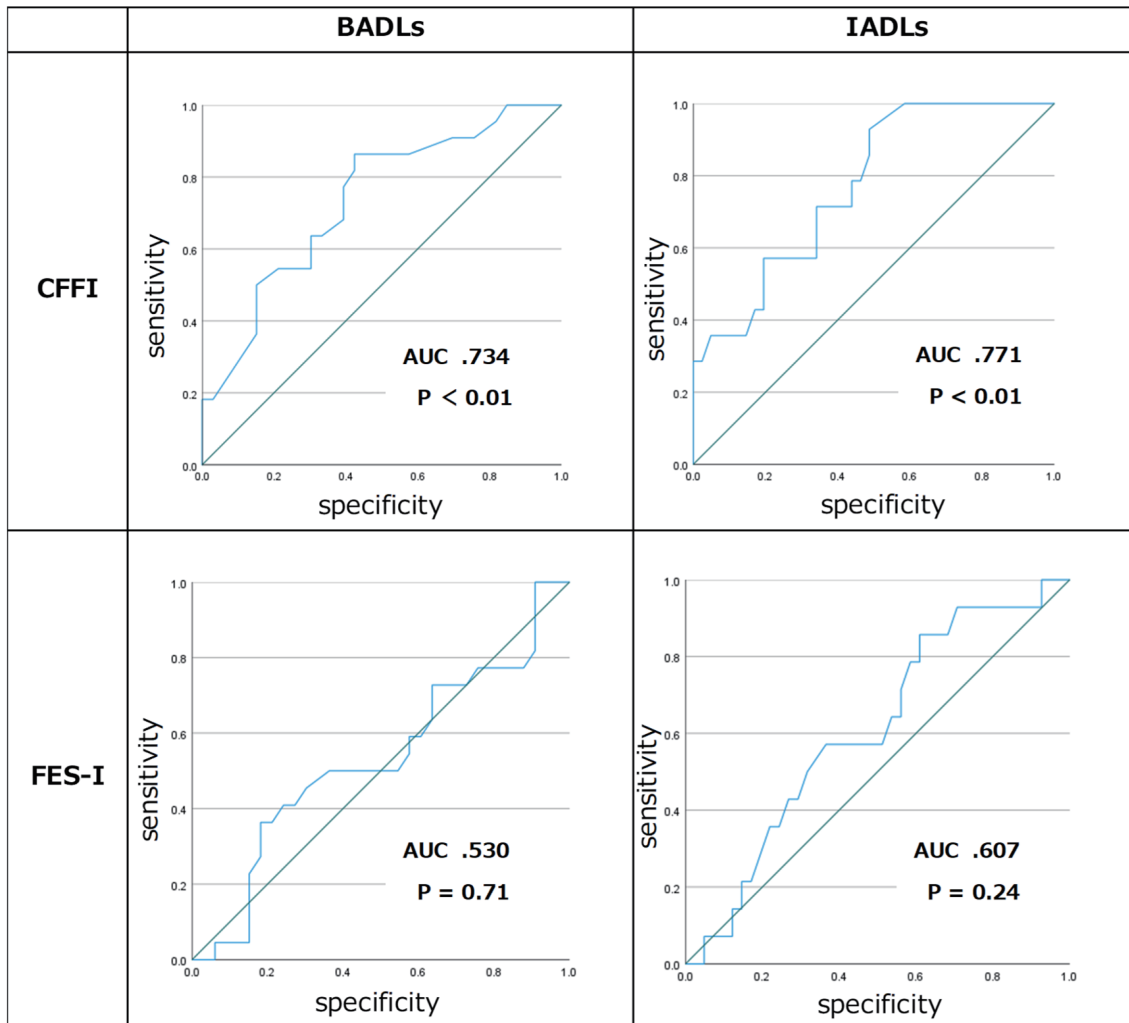 BADLs IADLs
CFFI
1.0
0.8
0.6
0.4
0.2
0.0
sensitivity
AUC .734
P < 0.01
0.0 0.2 0.4 0.6 0.8 1.0
specificity
1.0
0.8
0.6
0.4
0.2
0.0
sensitivity
AUC .771
P < 0.01
0.0 0.2 0.4 0.6 0.8 1.0
specificity
FES-I
1.0
0.8
0.6
0.4
0.2
0.0
sensitivity
AUC .530
P = 0.71
0.0 0.2 0.4 0.6 0.8 1.0
specificity
1.0
0.8
0.6
0.4
0.2
0.0
sensitivity
AUC .607
P = 0.24
0.0 0.2 0.4 0.6 0.8 1.0
specificity